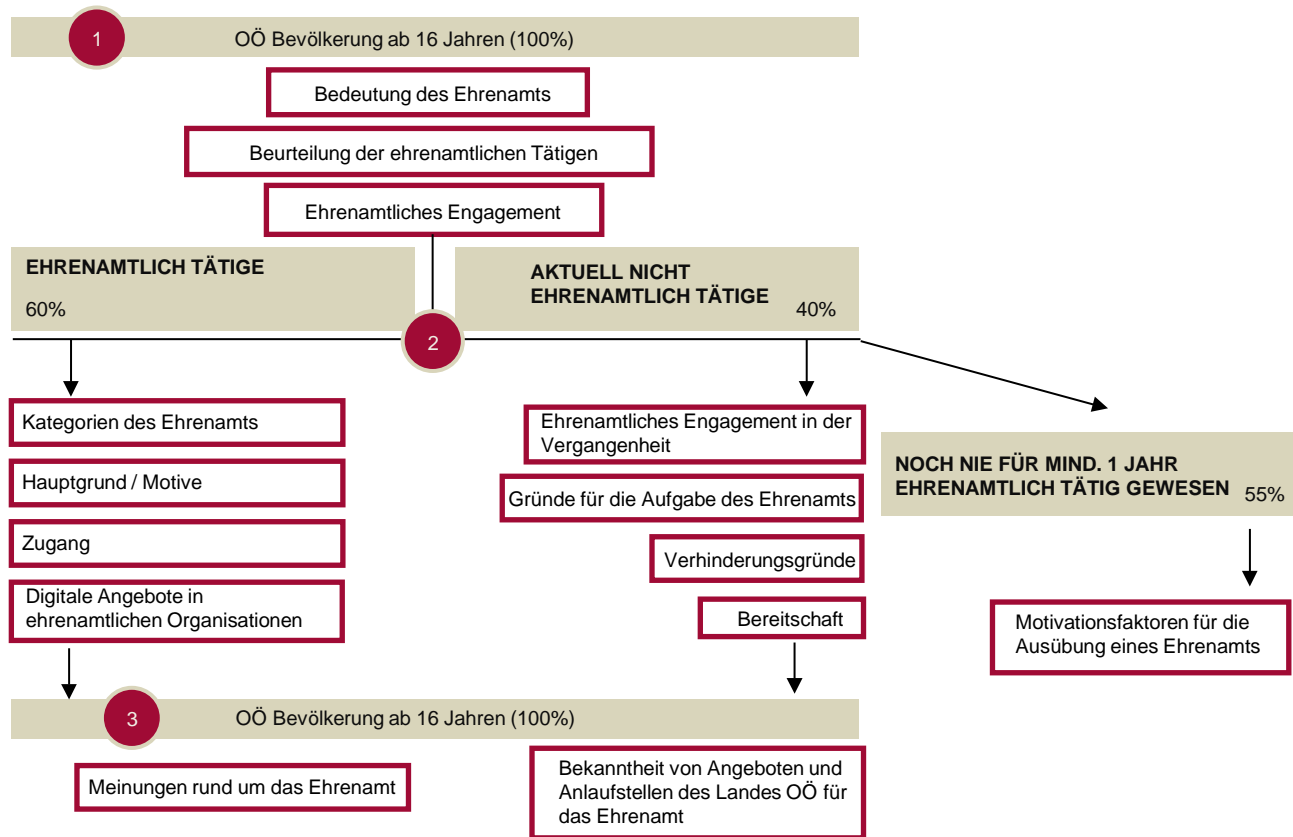 1
OÖ Bevölkerung ab 16 Jahren (100%)
Bedeutung des Ehrenamts
Beurteilung der ehrenamtlichen Tätigen
Ehrenamtliches Engagement
EHRENAMTLICH TÄTIGE
60%
AKTUELL NICHT
EHRENAMTLICH TÄTIGE
40%
2
Kategorien des Ehrenamts
Hauptgrund / Motive
Zugang
Digitale Angebote in
ehrenamtlichen Organisationen
Ehrenamtliches Engagement in der
Vergangenheit
Gründe für die Aufgabe des Ehrenamts
Verhinderungsgründe
Bereitschaft
NOCH NIE FÜR MIND. 1 JAHR
EHRENAMTLICH TÄTIG GEWESEN
55%
Motivationsfaktoren für die
Ausübung eines Ehrenamts
3
OÖ Bevölkerung ab 16 Jahren (100%)
Meinungen rund um das Ehrenamt
Bekanntheit von Angeboten und
Anlaufstellen des Landes OÖ für
das Ehrenamt